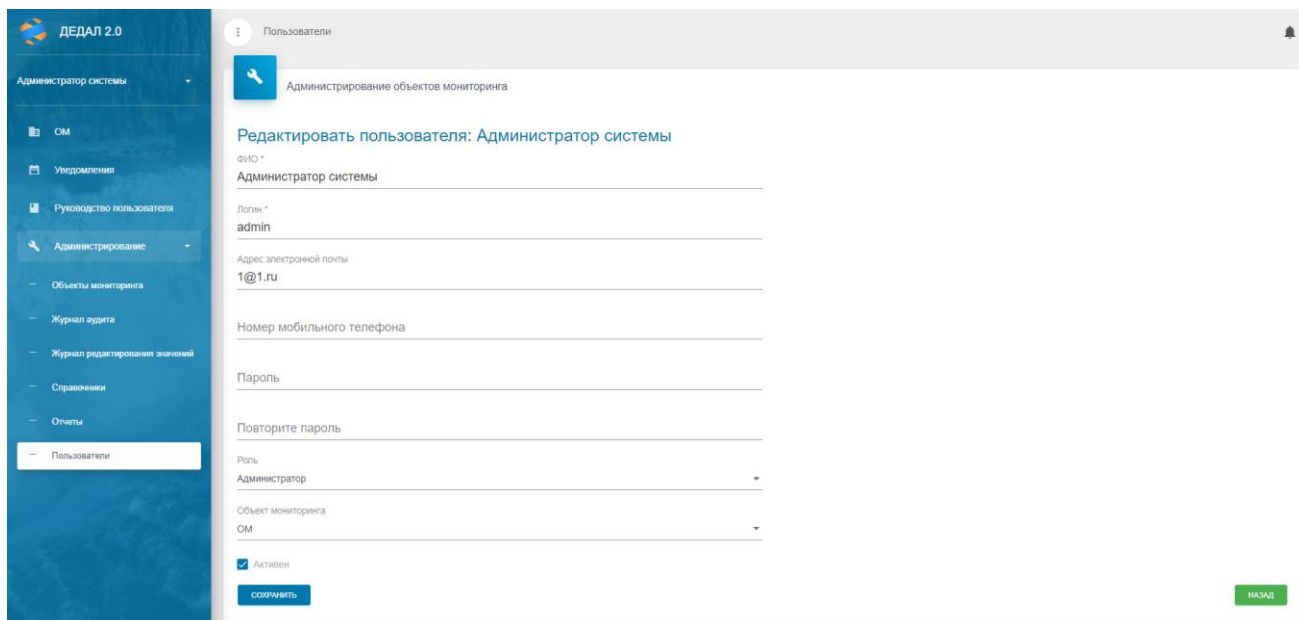 ДЕДАЛ 2.0
Администратор системы
ОМ
Уведомления
Руководство пользователя
Администрирование
Объекты мониторинга
Журнал аудита
Журнал редактирования значений
Справочники
Отчеты
Пользователи
Пользователи
Администрирование объектов мониторинга
Редактировать пользователя: Администратор системы
ФИО *
Администратор системы
Логин *
admin
Адрес электронной почты
1@1.ru
Номер мобильного телефона
Пароль
Повторите пароль
Роль
Администратор
Объект мониторинга
ОМ
Активен
СОХРАНИТЬ
НАЗАД